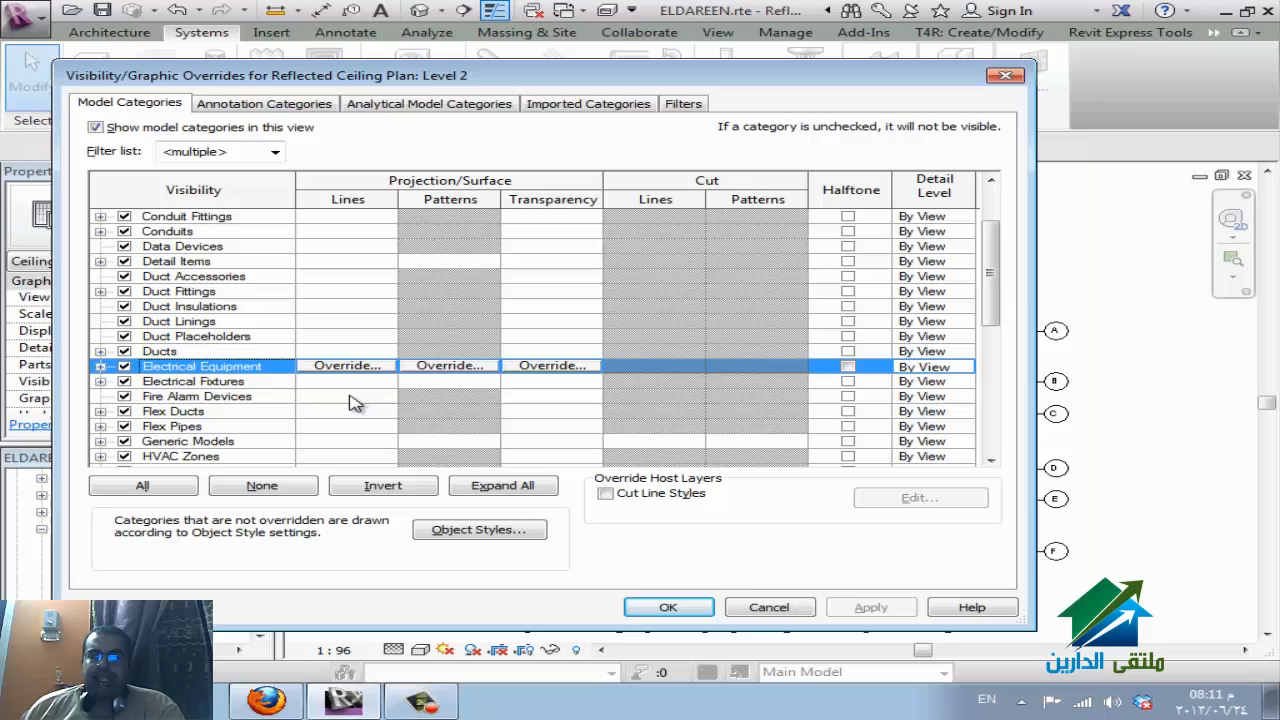 ELDAREEN.rte - Refl...
Sign In
Architecture Systems Insert Annotate Analyze Massing & Site Collaborate View Manage Add-Ins T4R: Create/Modify Revit Express Tools
Modify
Select
Visibility/Graphic Overrides for Reflected Ceiling Plan: Level 2
Model Categories Annotation Categories Analytical Model Categories Imported Categories Filters
Show model categories in this view
If a category is unchecked, it will not be visible.
Filter list: <multiple>
Visibility Projection/Surface Cut Halftone Detail Level
Lines Patterns Transparency Lines Patterns
Conduit Fittings By View
Conduits By View
Data Devices By View
Detail Items By View
Duct Accessories By View
Duct Fittings By View
Duct Insulations By View
Duct Linings By View
Duct Placeholders By View
Ducts By View
Electrical Equipment Override... Override... Override... By View
Electrical Fixtures By View
Fire Alarm Devices By View
Flex Ducts By View
Flex Pipes By View
Generic Models By View
HVAC Zones By View
All None Invert Expand All
Override Host Layers
Cut Line Styles
Edit...
Categories that are not overridden are drawn
according to Object Style settings.
Object Styles...
OK Cancel Apply Help
Propert
Ceiling
Graph
View
Scale
Displ
Detai
Parts
Visib
Grap
Proper
ELDAREEN
2D
A
B
C
D
E
F
1 : 96
:0
Main Model
ملتقى الدارين
EN
08:11 م
٢٠١٣/٠٦/٢٤